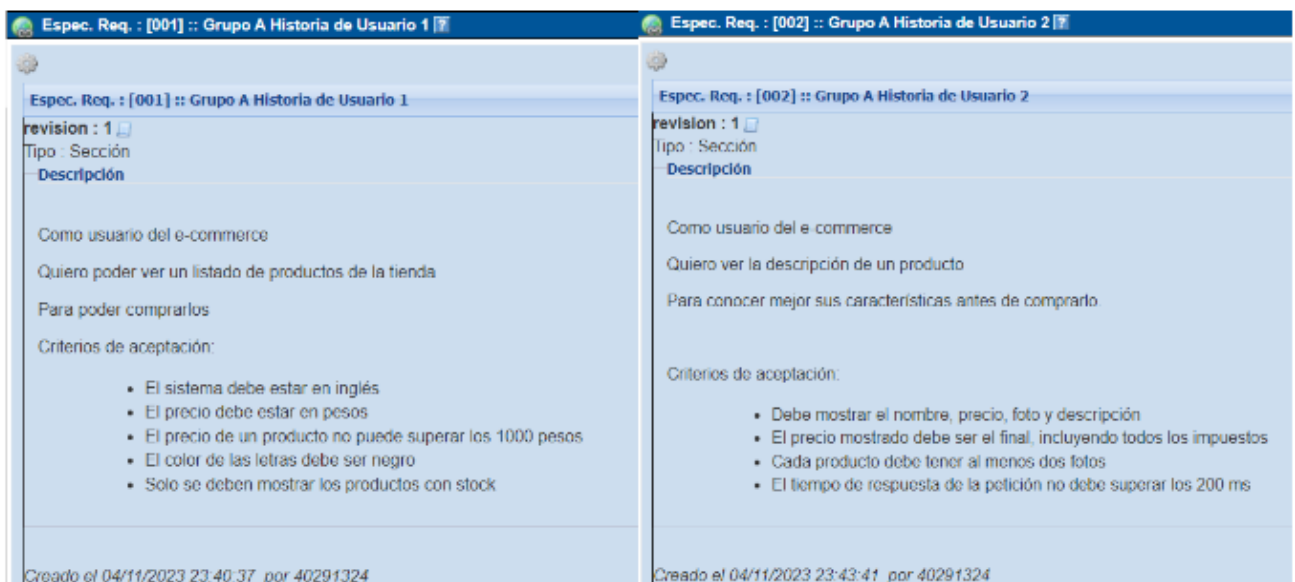 Espec. Req. : [001] :: Grupo A Historia de Usuario 1 ?
Espec. Req. : [001] :: Grupo A Historia de Usuario 1
revision : 1
Tipo : Sección
Descripción
Como usuario del e-commerce
Quiero poder ver un listado de productos de la tienda
Para poder comprarlos
Criterios de aceptación:
• El sistema debe estar en inglés
• El precio debe estar en pesos
• El precio de un producto no puede superar los 1000 pesos
• El color de las letras debe ser negro
• Solo se deben mostrar los productos con stock
Creado el 04/11/2023 23:40:37 por 40291324
Espec. Req. : [002] :: Grupo A Historia de Usuario 2 ?
Espec. Req. : [002] :: Grupo A Historia de Usuario 2
revision : 1
Tipo : Sección
Descripción
Como usuario del e-commerce
Quiero ver la descripción de un producto
Para conocer mejor sus características antes de comprarlo.
Criterios de aceptación:
• Debe mostrar el nombre, precio, foto y descripción
• El precio mostrado debe ser el final, incluyendo todos los impuestos
• Cada producto debe tener al menos dos fotos
• El tiempo de respuesta de la petición no debe superar los 200 ms
Creado el 04/11/2023 23:43:41 por 40291324